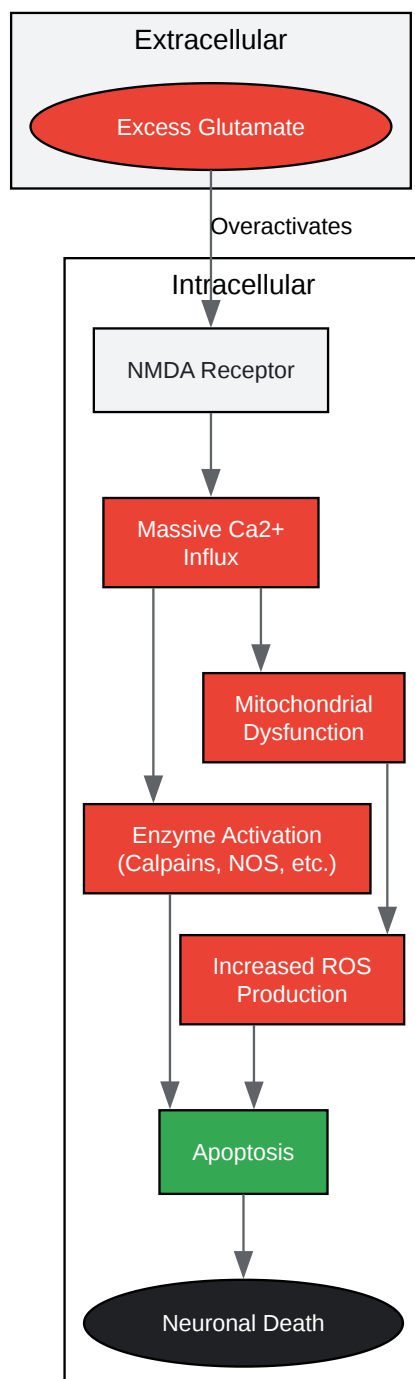 Extracellular
Excess Glutamate
Overactivates
Intracellular
NMDA Receptor
Massive Ca2+
Influx
Mitochondrial
Dysfunction
Enzyme Activation
(Calpains, NOS, etc.)
Increased ROS
Production
Apoptosis
Neuronal Death